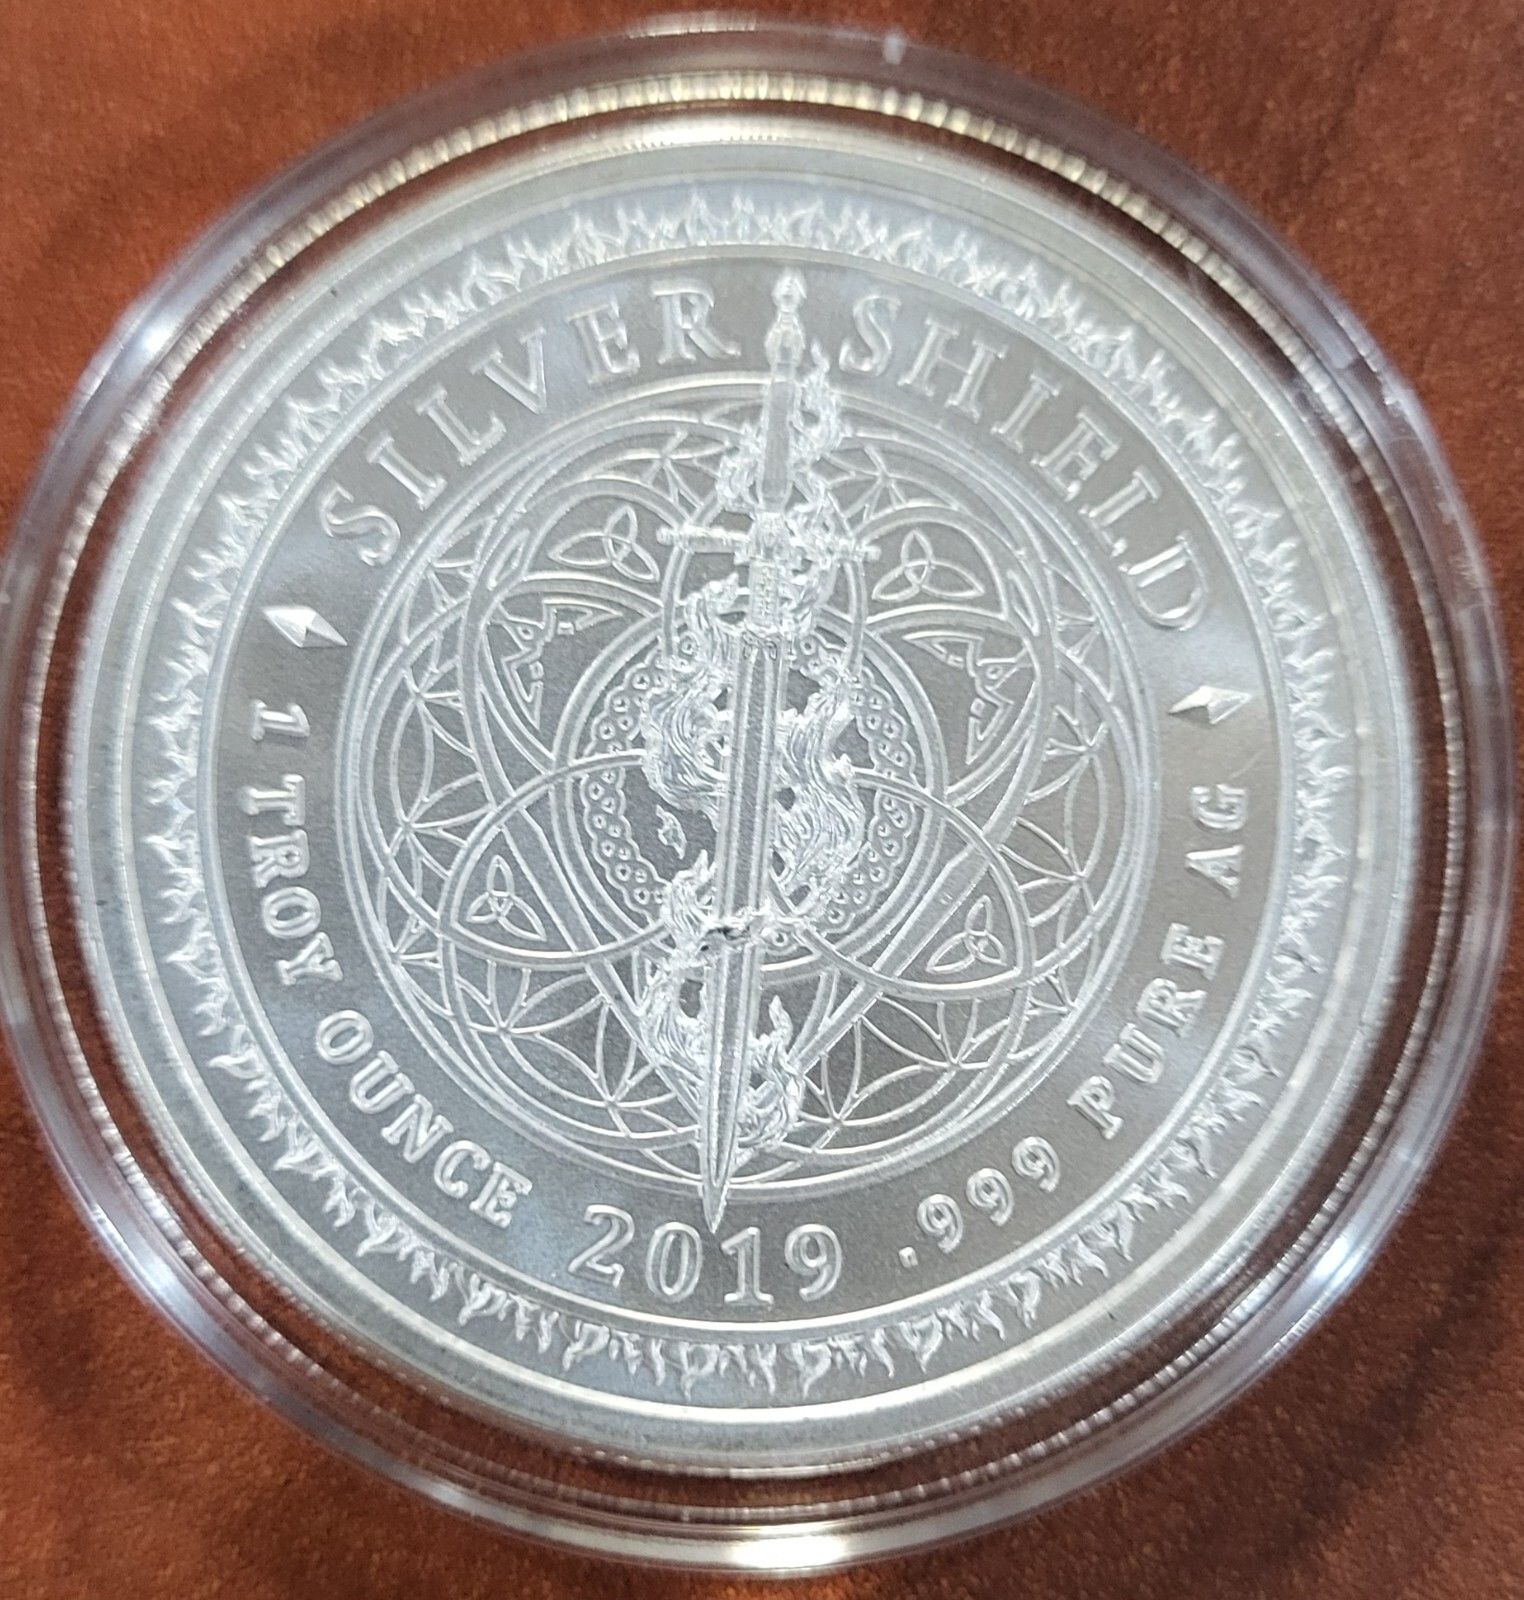 SILVER SHIELD
1 TROY OUNCE 2019 .999 PURE AG